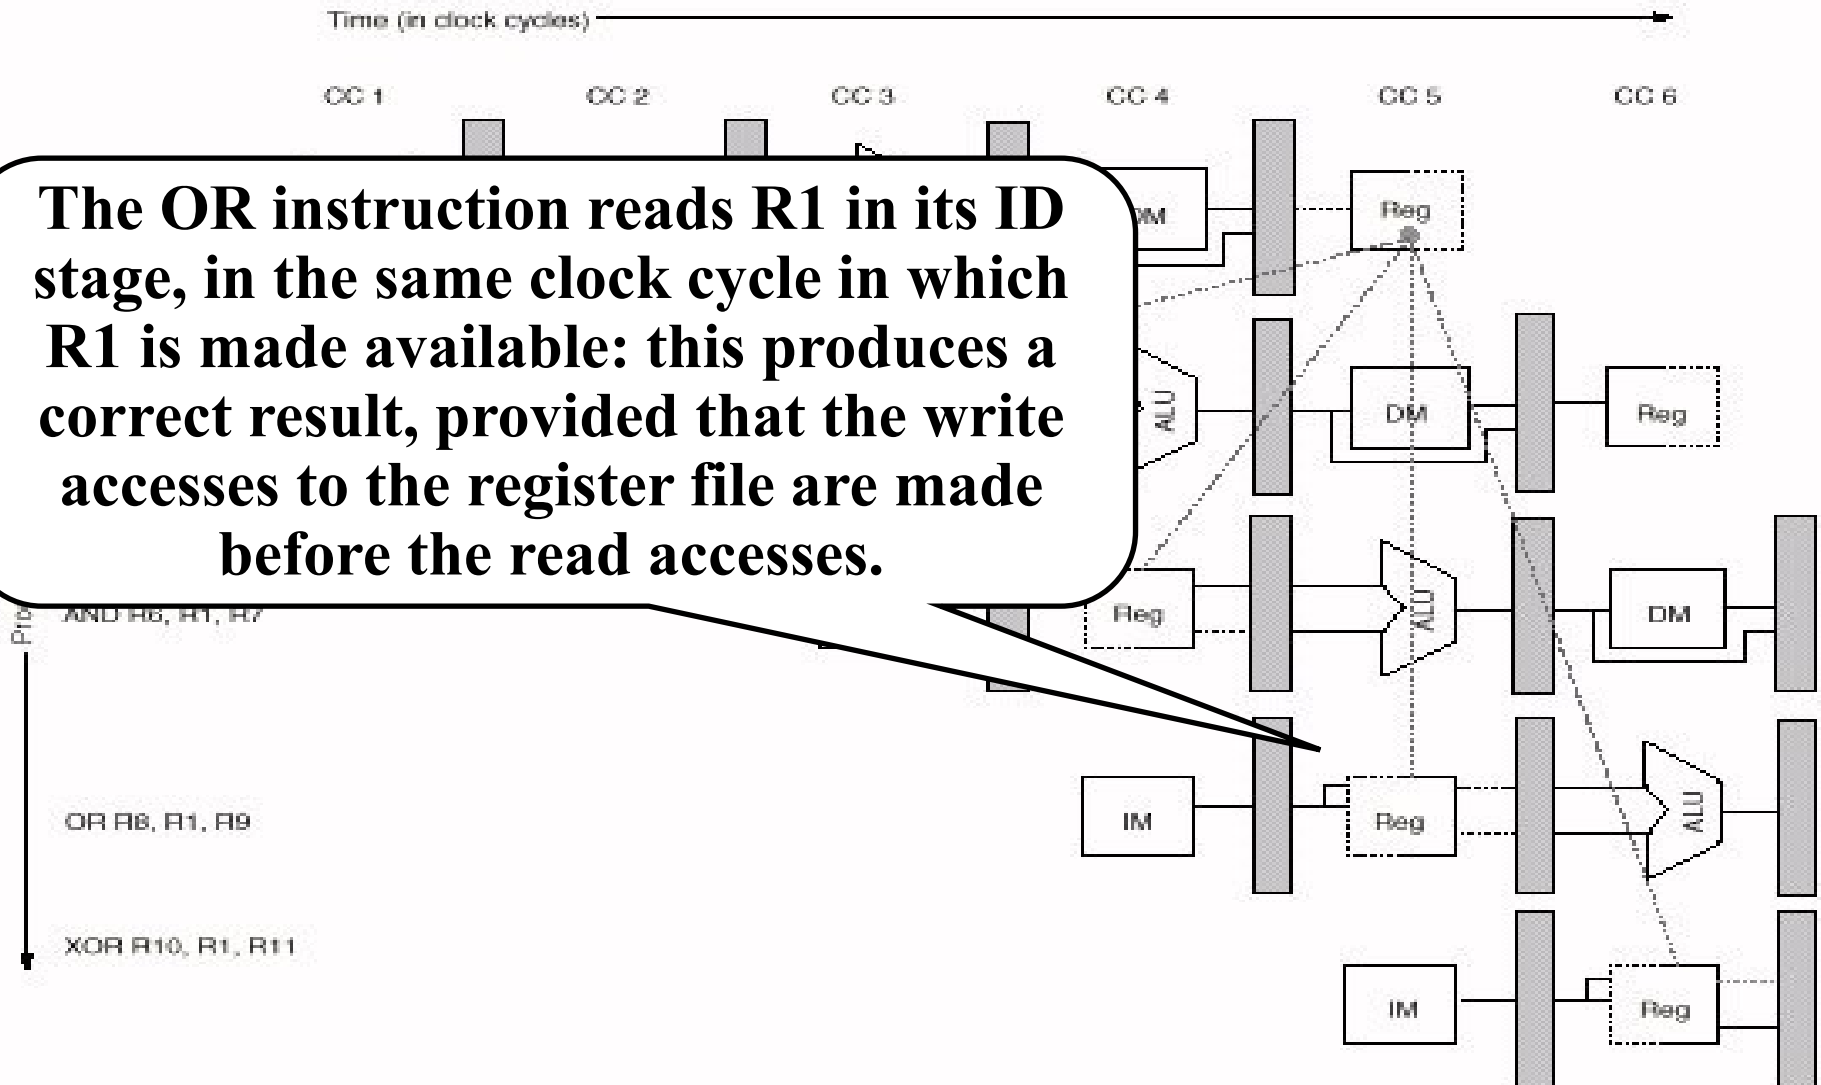 Time (in clock cycles)
CC 1 CC 2 CC 3 CC 4 CC 5 CC 6
The OR instruction reads R1 in its ID
stage, in the same clock cycle in which
R1 is made available: this produces a
correct result, provided that the write
accesses to the register file are made
before the read accesses.
Reg
ALU DM Reg
AND R6, R1, R7 Reg ALU DM
OR R8, R1, R9 IM Reg ALU
XOR R10, R1, R11 IM Reg